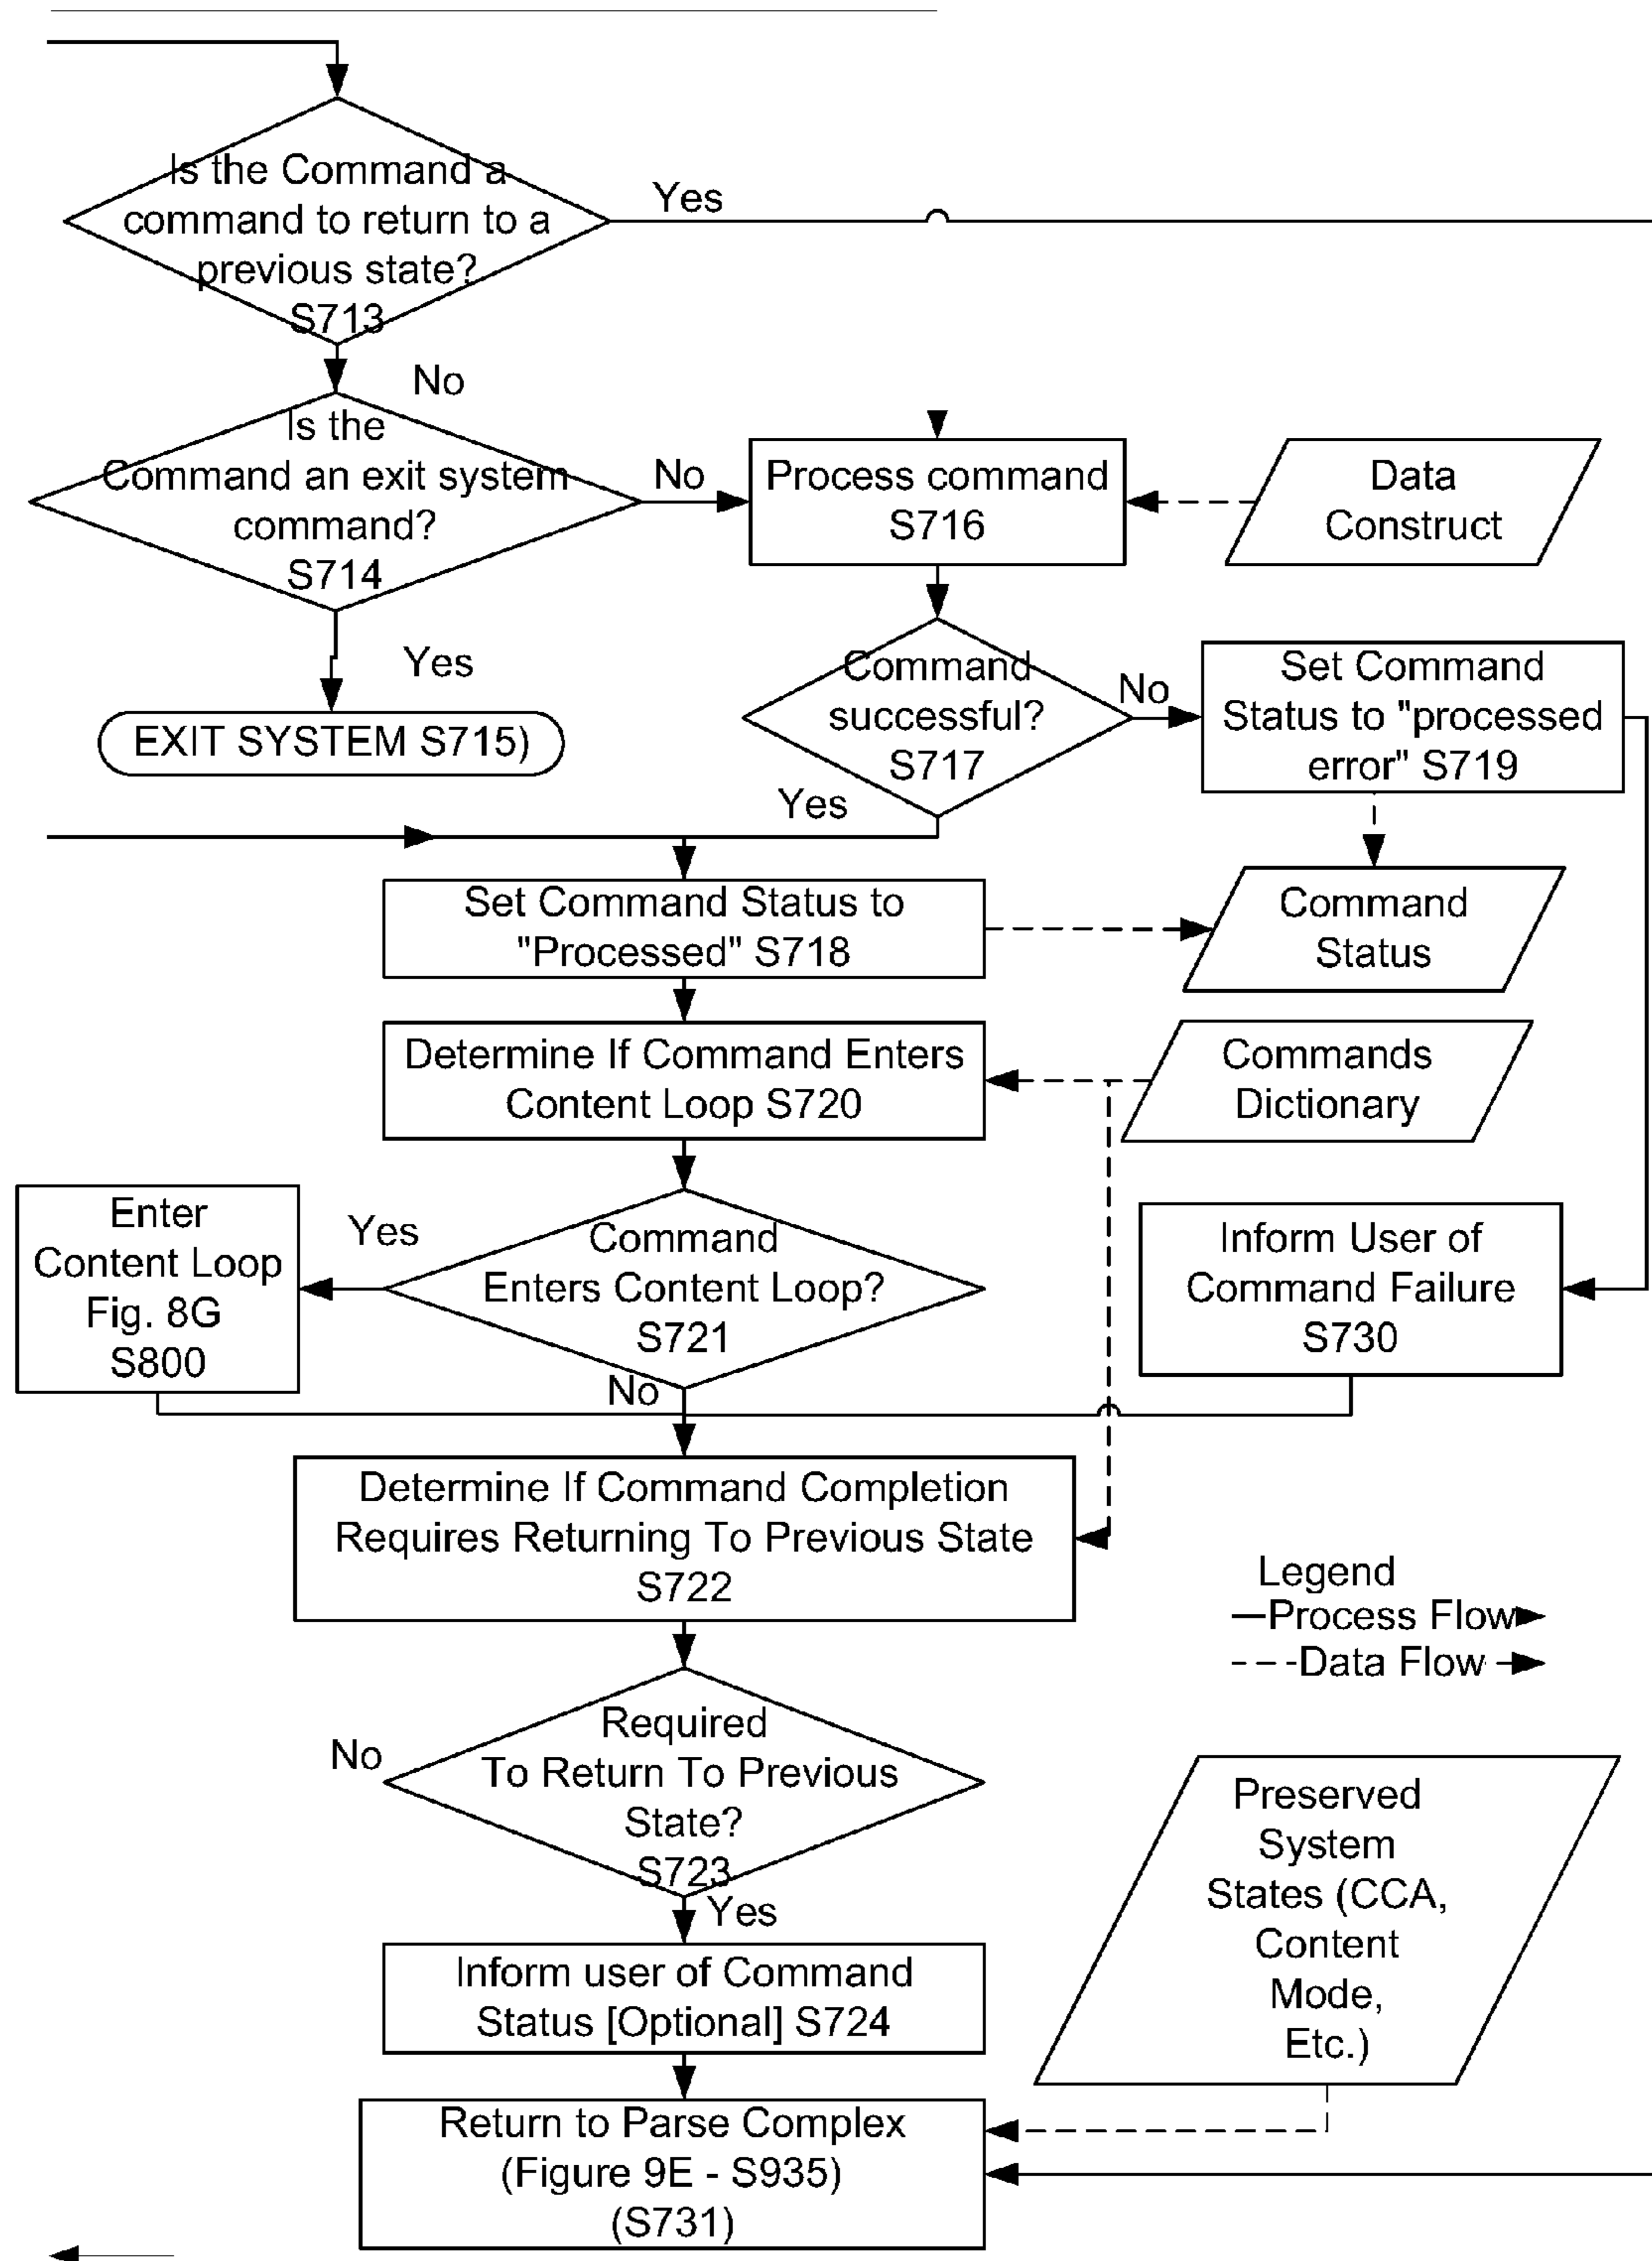 Is the Command a
command to return to a
previous state?
S713
Yes
No
Is the
Command an exit system
command?
S714
No
Process command
S716
Data
Construct
Yes
EXIT SYSTEM S715)
Command
successful?
S717
No
Set Command
Status to "processed
error" S719
Yes
Set Command Status to
"Processed" S718
Command
Status
Determine If Command Enters
Content Loop S720
Commands
Dictionary
Enter
Content Loop
Fig. 8G
S800
Yes
Command
Enters Content Loop?
S721
No
Inform User of
Command Failure
S730
Determine If Command Completion
Requires Returning To Previous State
S722
Legend
Process Flow
Data Flow
No
Required
To Return To Previous
State?
S723
Yes
Preserved
System
States (CCA,
Content
Mode,
Etc.)
Inform user of Command
Status [Optional] S724
Return to Parse Complex
(Figure 9E - S935)
(S731)